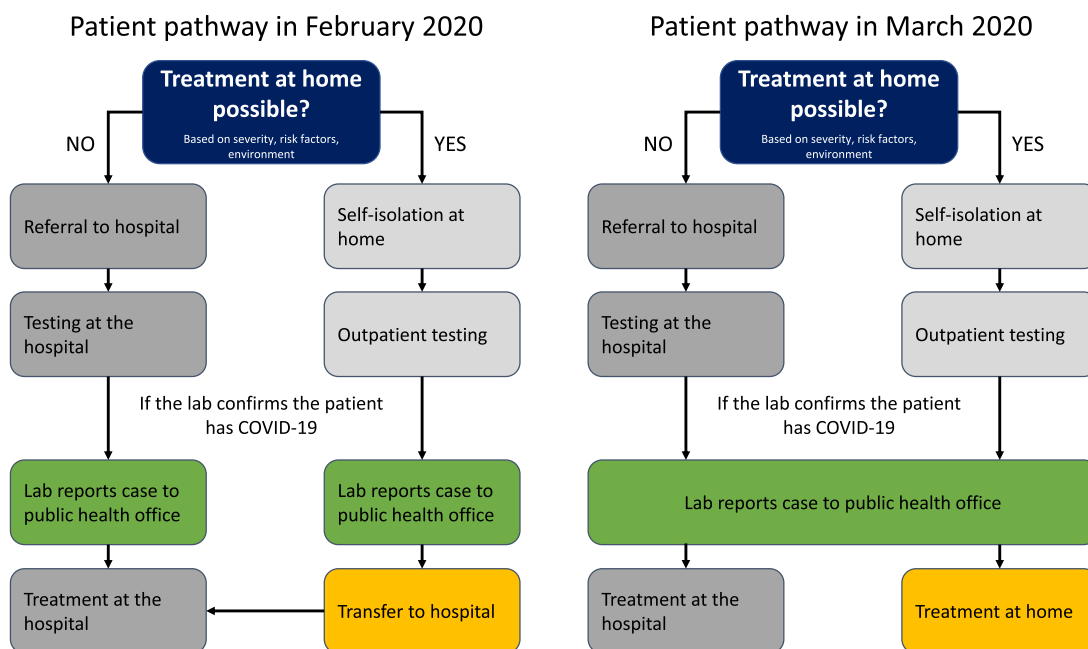 Patient pathway in February 2020
Treatment at home
possible?
Based on severity, risk factors,
environment
NO
YES
Referral to hospital
Self-isolation at
home
Testing at the
hospital
Outpatient testing
If the lab confirms the patient
has COVID-19
Lab reports case to
public health office
Lab reports case to
public health office
Treatment at the
hospital
Transfer to hospital
Patient pathway in March 2020
Treatment at home
possible?
Based on severity, risk factors,
environment
NO
YES
Referral to hospital
Self-isolation at
home
Testing at the
hospital
Outpatient testing
If the lab confirms the patient
has COVID-19
Lab reports case to public health office
Treatment at the
hospital
Treatment at home